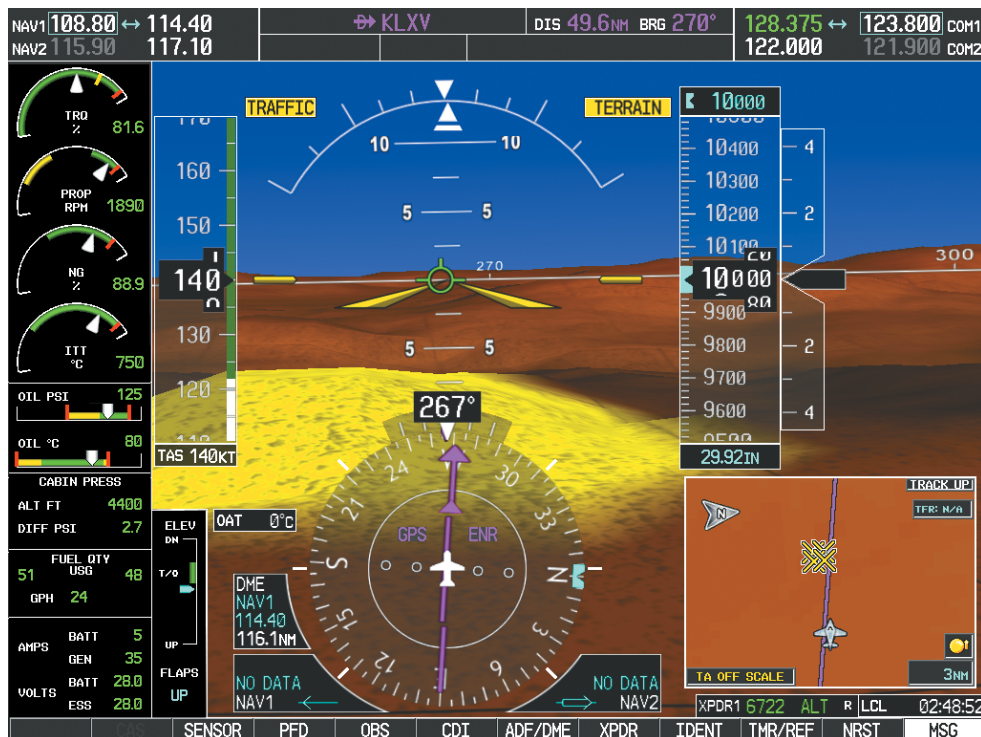 NAV1 108.80 ↔ 114.40
NAV2 115.90 117.10
D KLXV
DIS 49.6NM BRG 270°
128.375 ↔ 123.800 COM1
122.000 121.900 COM2
TRQ
%
81.6
PROP
RPM
1890
NG
%
88.9
ITT
°C
750
OIL PSI 125
OIL °C 80
CABIN PRESS
ALT FT 4400
DIFF PSI 2.7
FUEL QTY
51 USG 48
GPH 24
AMPS
BATT 5
GEN 35
VOLTS
BATT 28.0
ESS 28.0
TRAFFIC
TERRAIN
160
150
140
130
120
TAS 140KT
10 10
5 5
5 5
270
300
10000
10400
10300
10200
10100
10000
20
80
9900
9800
9700
9600
9500
29.92IN
4
2
2
4
267°
24
30
33
N
3
6
12
15
S
21
GPS ENR
OAT 0°C
ELEV
DN
T/O
UP
FLAPS
UP
DME
NAV1
114.40
116.1NM
NO DATA
NAV1
NO DATA
NAV2
TRACK UP
TFR: N/A
N
TA OFF SCALE
3NM
XPDR1 6722 ALT R LCL 02:48:52
CAS SENSOR PFD OBS CDI ADF/DME XPDR IDENT TMR/REF NRST MSG